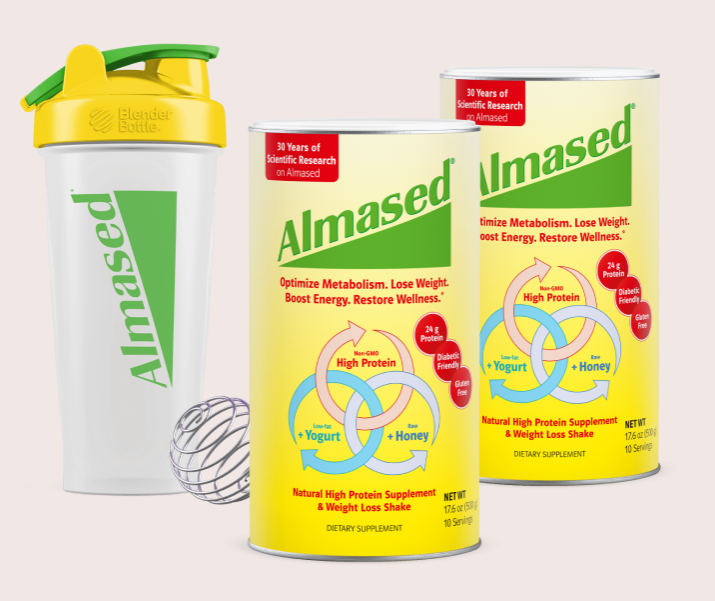 Blender
Bottle®
Almased®
30 Years of
Scientific Research
on Almased
Almased®
Optimize Metabolism. Lose Weight.
Boost Energy. Restore Wellness.*
24 g
Protein
Diabetic
Friendly
Gluten
Free
Non-GMO
High Protein
Low-fat
+ Yogurt
Raw
+ Honey
Natural High Protein Supplement
& Weight Loss Shake
DIETARY SUPPLEMENT
NET WT
17.6 oz (500g)
10 Servings
30 Years of
Scientific Research
on Almased
Almased®
timize Metabolism. Lose Weight.
oost Energy. Restore Wellness.*
24 g
Protein
Diabetic
Friendly
Gluten
Free
Non-GMO
High Protein
Low-fat
+ Yogurt
Raw
+ Honey
Natural High Protein Supplement
& Weight Loss Shake
DIETARY SUPPLEMENT
NET WT
17.6 oz (500g
10 Servings